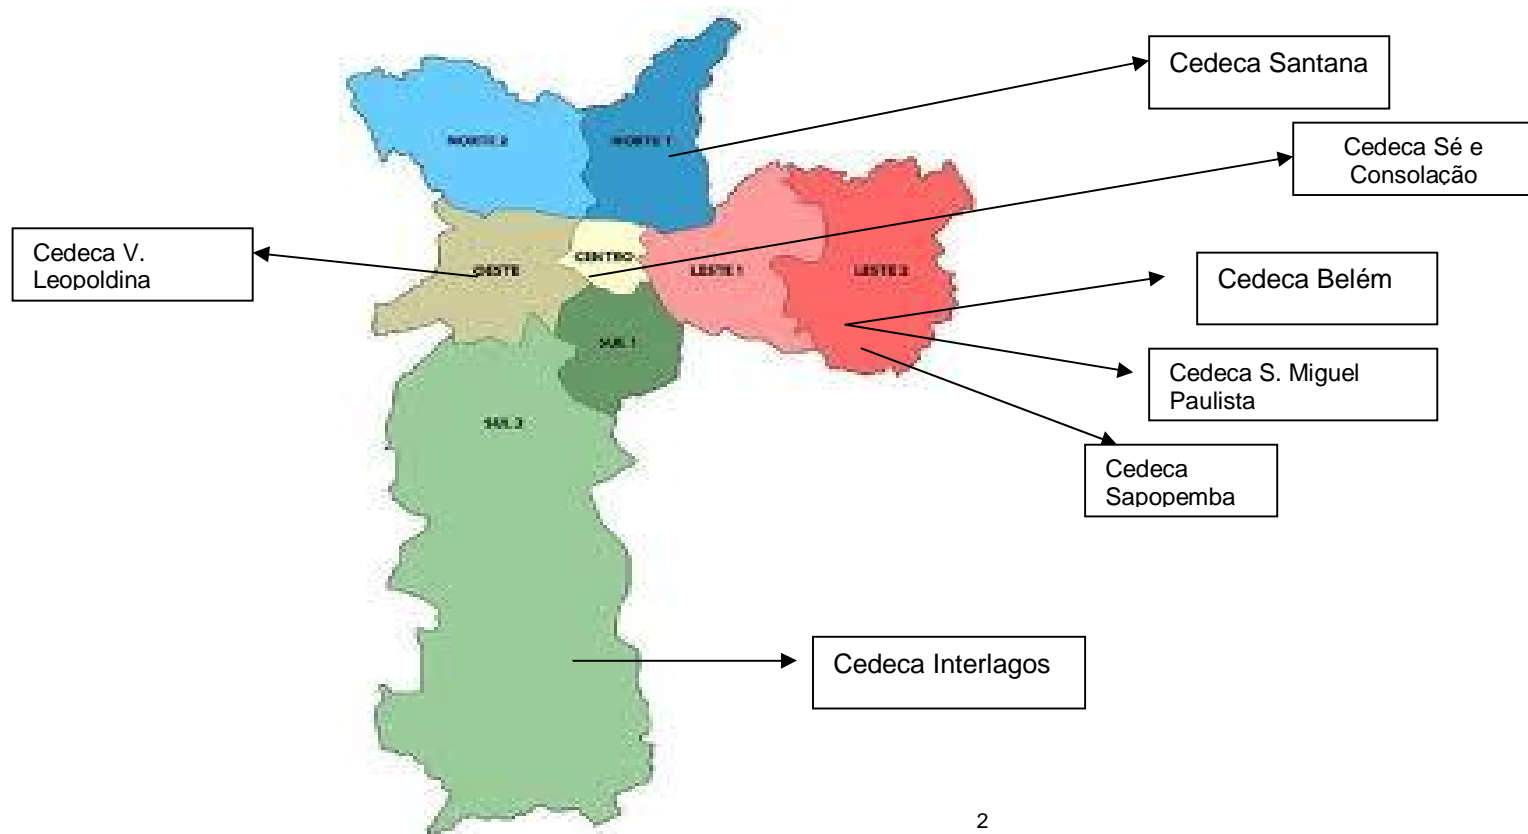 Cedeca Santana
Cedeca Sé e
Consolação
NORTE 2
NORTE 1
Cedeca V.
Leopoldina
OESTE
CENTRO
LESTE 1
LESTE 2
Cedeca Belém
SUL 1
Cedeca S. Miguel
Paulista
SUL 2
Cedeca
Sapopemba
Cedeca Interlagos
2